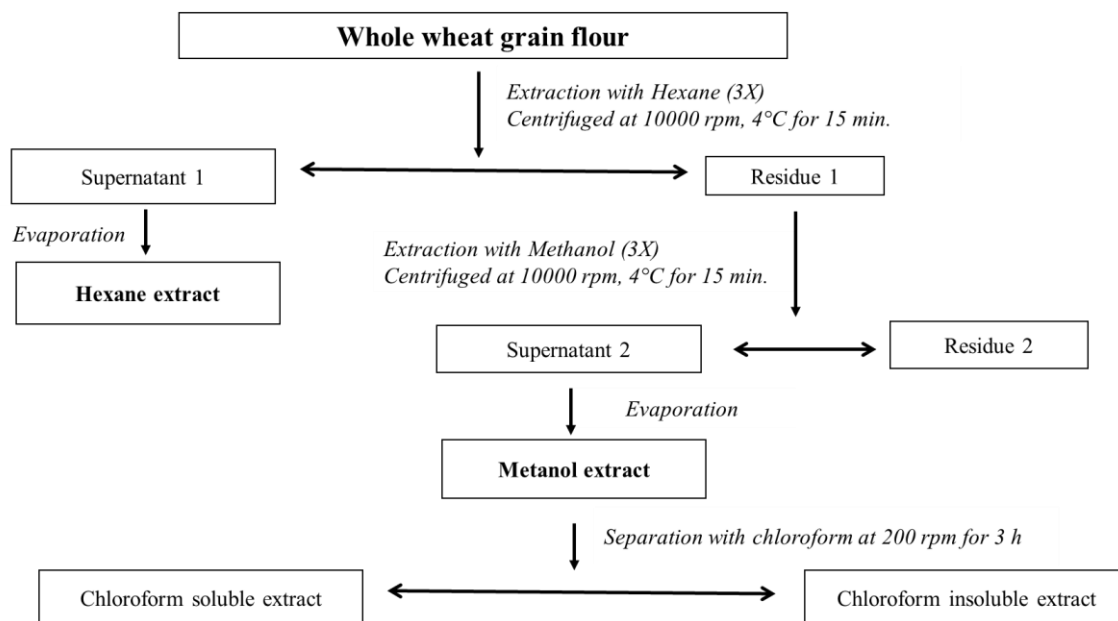 Whole wheat grain flour
Extraction with Hexane (3X)
Centrifuged at 10000 rpm, 4°C for 15 min.
Supernatant 1
Residue 1
Evaporation
Extraction with Methanol (3X)
Centrifuged at 10000 rpm, 4°C for 15 min.
Hexane extract
Supernatant 2
Residue 2
Evaporation
Metanol extract
Separation with chloroform at 200 rpm for 3 h
Chloroform soluble extract
Chloroform insoluble extract